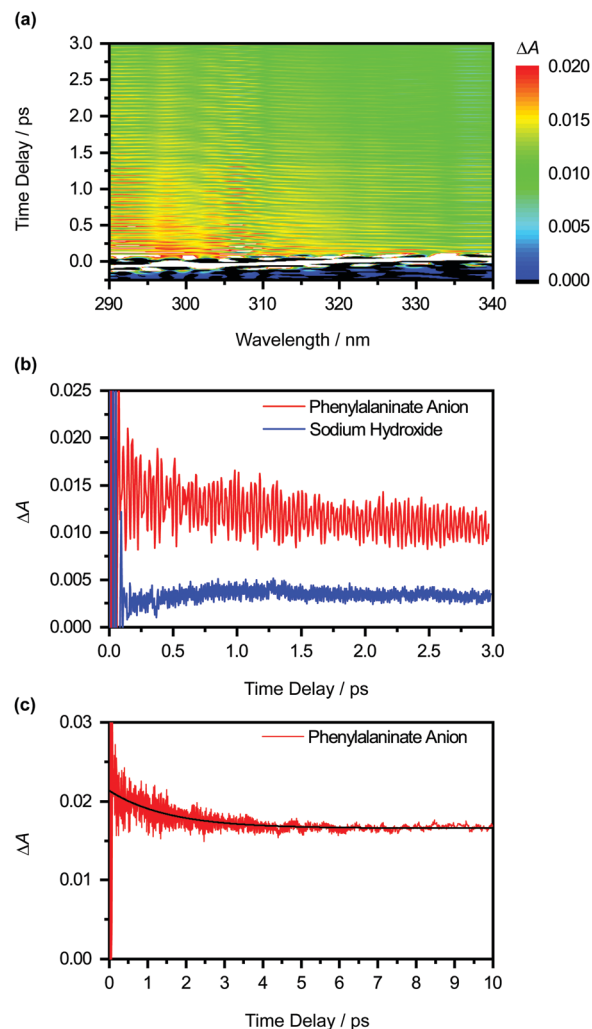 (a)
ΔA
3.0
2.5
2.0
1.5
1.0
0.5
0.0
Time Delay / ps
290 300 310 320 330 340
Wavelength / nm
0.020
0.015
0.010
0.005
0.000
(b)
0.025
0.020
0.015
0.010
0.005
0.000
ΔA
Phenylalaninate Anion
Sodium Hydroxide
0.0 0.5 1.0 1.5 2.0 2.5 3.0
Time Delay / ps
(c)
0.03
0.02
0.01
0.00
ΔA
Phenylalaninate Anion
0 1 2 3 4 5 6 7 8 9 10
Time Delay / ps